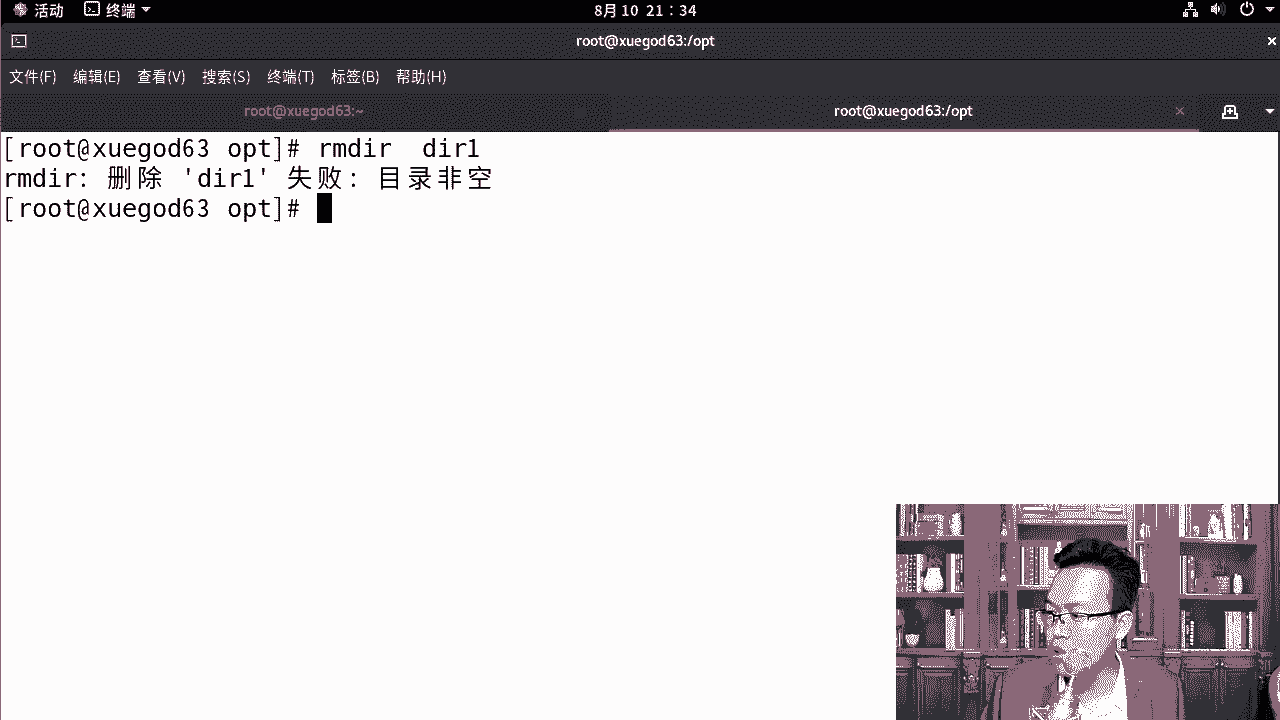 活动 终端 8月 10 21：34
root@xuegod63:/opt ×
文件(F) 编辑(E) 查看(V) 搜索(S) 终端(T) 标签(B) 帮助(H)
root@xuegod63:~ root@xuegod63:/opt ×
[root@xuegod63 opt]# rmdir  dir1
rmdir: 删除 'dir1' 失败: 目录非空
[root@xuegod63 opt]#